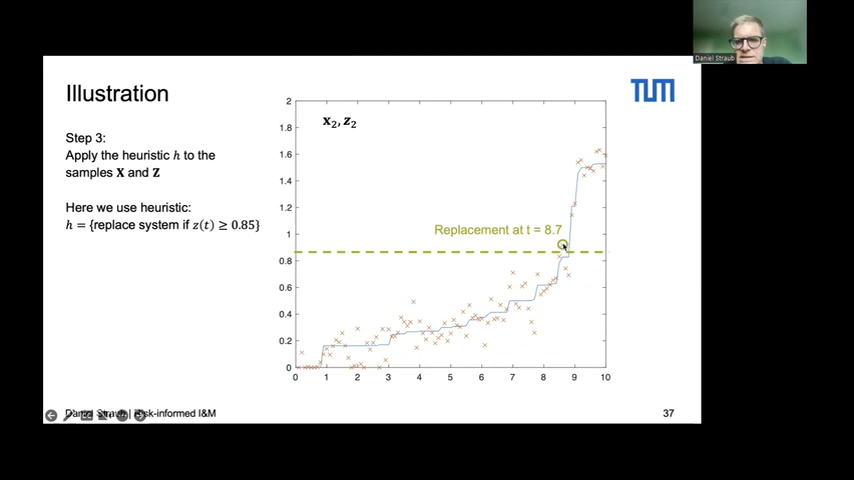 Daniel Straub
Illustration
TUM
Step 3:
Apply the heuristic h to the
samples X and Z
Here we use heuristic:
h = {replace system if z(t) ≥ 0.85}
x₂, z₂
Replacement at t = 8.7
2
1.8
1.6
1.4
1.2
1
0.8
0.6
0.4
0.2
0
0 1 2 3 4 5 6 7 8 9 10
Daniel Straub | Risk-informed I&M
37